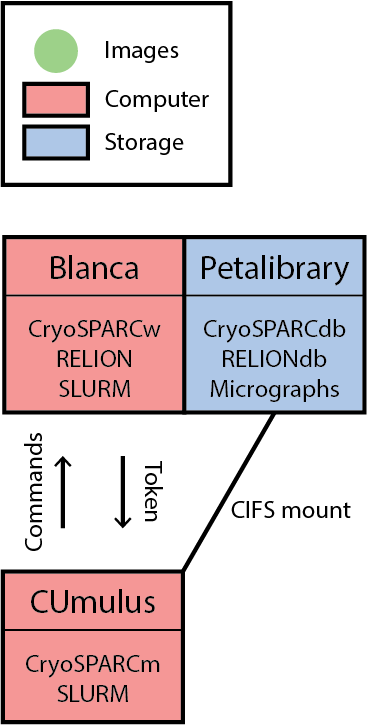 Images
Computer
Storage
Blanca
CryoSPARCw
RELION
SLURM
Petalibrary
CryoSPARCdb
RELIONdb
Micrographs
Commands
Token
CIFS mount
CUmulus
CryoSPARCm
SLURM